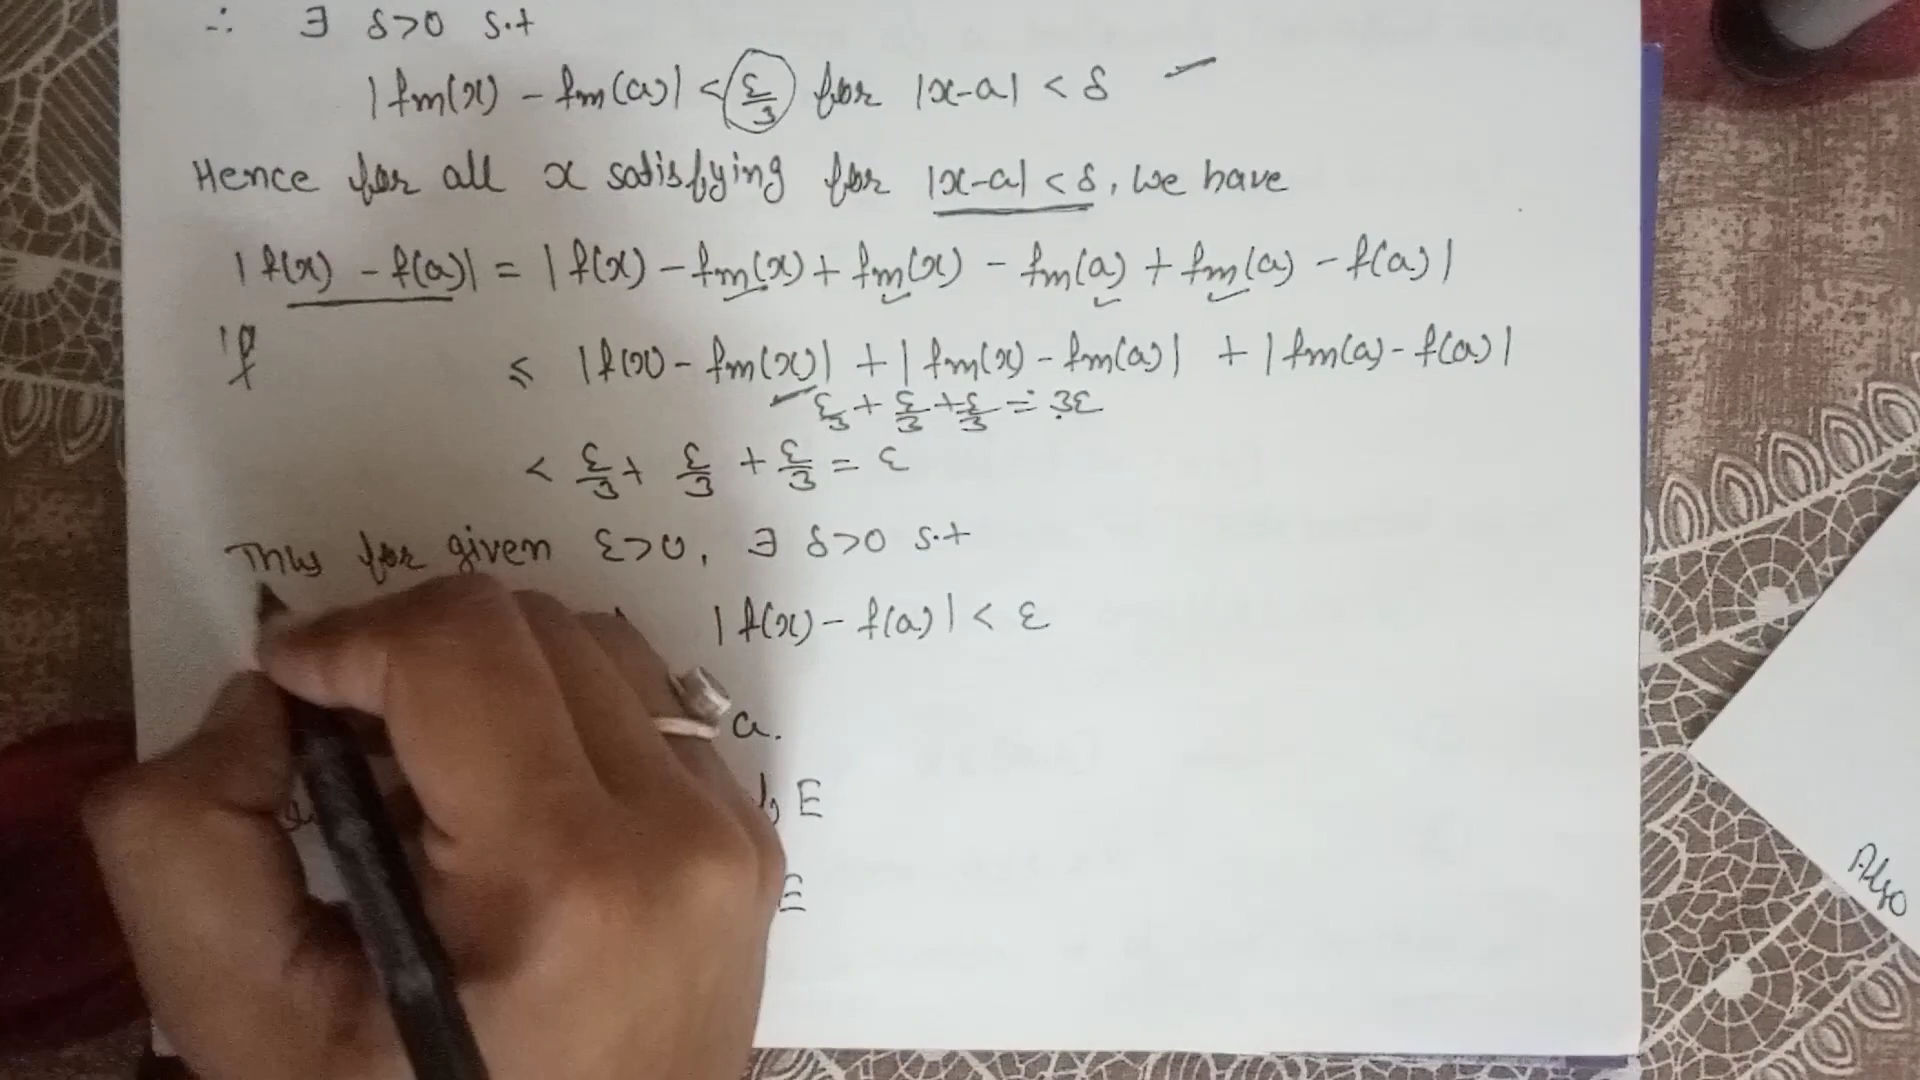 ∴ ∃ δ>0 s.t
|fm(x) - fm(a)| < ε/3 for |x-a| < δ
Hence for all x satisfying for |x-a| < δ, we have
|f(x) - f(a)| = |f(x) - fm(x) + fm(x) - fm(a) + fm(a) - f(a)|
≤ |f(x) - fm(x)| + |fm(x) - fm(a)| + |fm(a) - f(a)|
ε/3 + ε/3 + ε/3 = 3ε
< ε/3 + ε/3 + ε/3 = ε
Thus for given ε>0, ∃ δ>0 s.t
|f(x) - f(a)| < ε
a.
E
E
Also